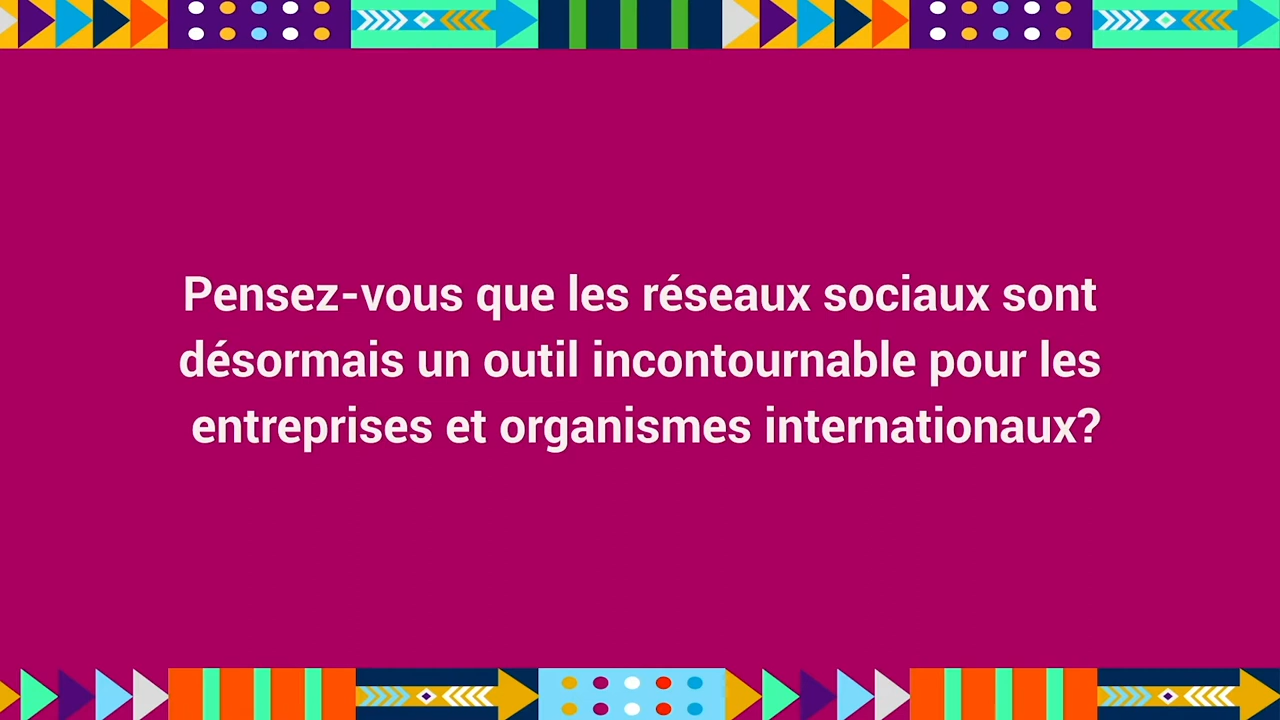 Pensez-vous que les réseaux sociaux sont
désormais un outil incontournable pour les
entreprises et organismes internationaux?